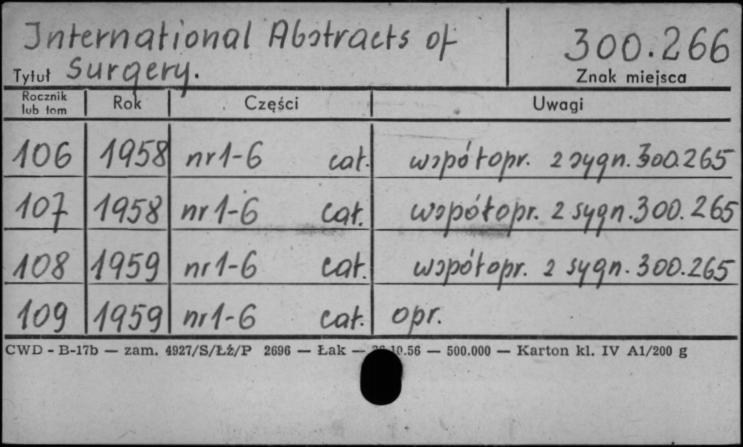 International Abstracts of 300.266
Tytuł Surgery. Znak miejsca
Rocznik lub tom Rok Części Uwagi
106 1958 nr 1-6 cał. współopr. z sygn. 300.265
107 1958 nr 1-6 cał. współopr. z sygn. 300.265
108 1959 nr 1-6 cał. współopr. z sygn. 300.265
109 1959 nr 1-6 cał. opr.
CWD - B-17b — zam. 4927/S/ŁŻ/P 2696 — Łak — 10.56 — 500.000 — Karton kl. IV A1/200 g